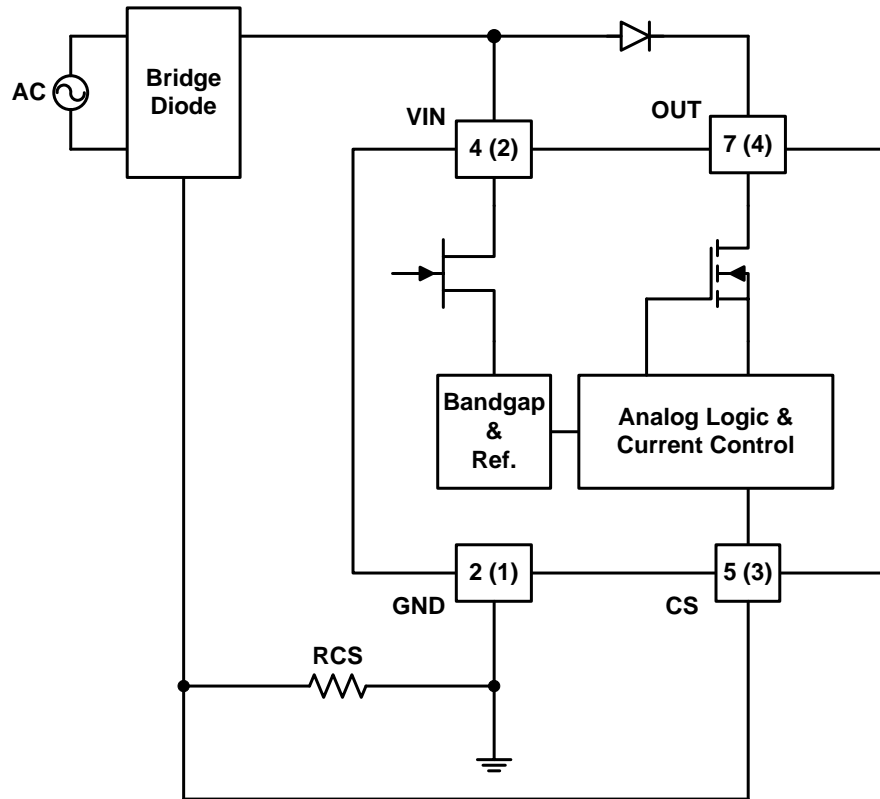 AC
Bridge
Diode
VIN
OUT
4 (2)
7 (4)
Bandgap
&
Ref.
Analog Logic &
Current Control
2 (1)
5 (3)
GND
CS
RCS